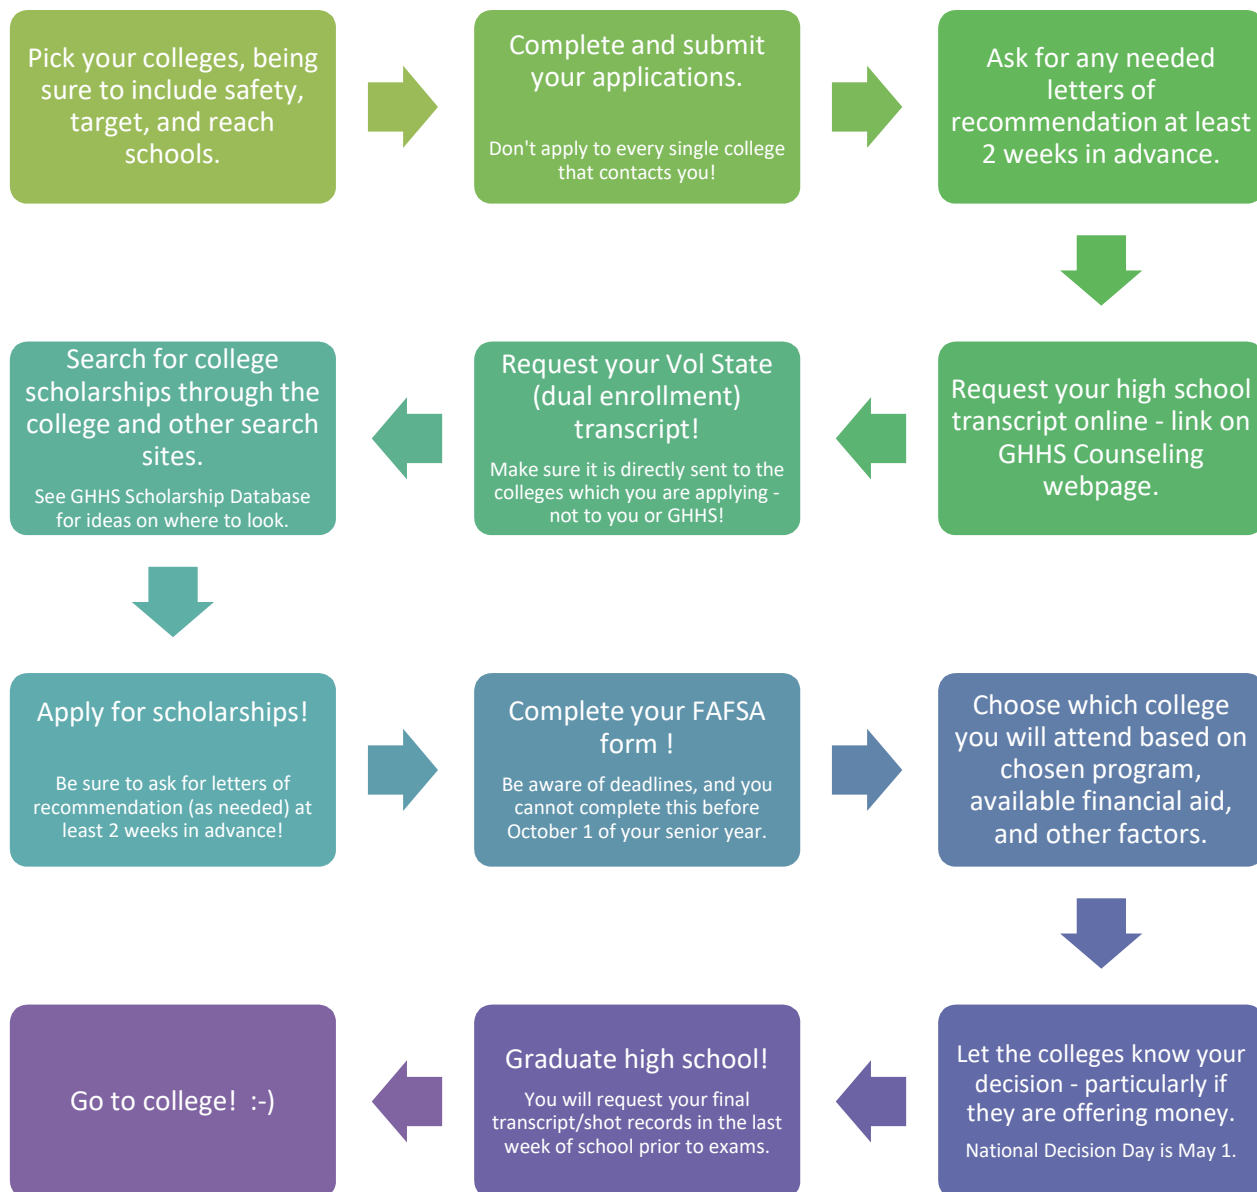 Pick your colleges, being
sure to include safety,
target, and reach
schools.
Complete and submit
your applications.
Don't apply to every single college
that contacts you!
Ask for any needed
letters of
recommendation at least
2 weeks in advance.
Request your high school
transcript online - link on
GHHS Counseling
webpage.
Request your Vol State
(dual enrollment)
transcript!
Make sure it is directly sent to the
colleges which you are applying -
not to you or GHHS!
Search for college
scholarships through the
college and other search
sites.
See GHHS Scholarship Database
for ideas on where to look.
Apply for scholarships!
Be sure to ask for letters of
recommendation (as needed) at
least 2 weeks in advance!
Complete your FAFSA
form !
Be aware of deadlines, and you
cannot complete this before
October 1 of your senior year.
Choose which college
you will attend based on
chosen program,
available financial aid,
and other factors.
Let the colleges know your
decision - particularly if
they are offering money.
National Decision Day is May 1.
Graduate high school!
You will request your final
transcript/shot records in the last
week of school prior to exams.
Go to college!  :-)